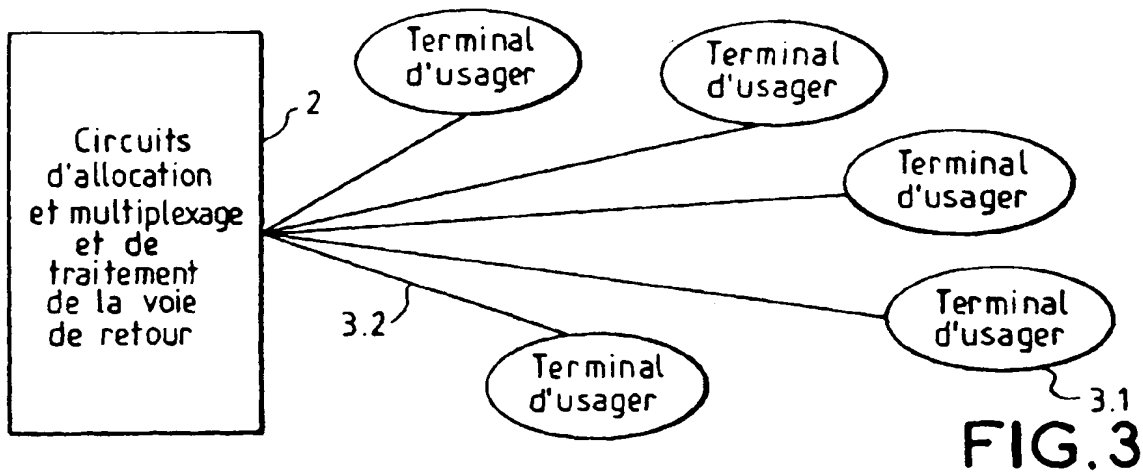 Circuits
d'allocation
et multiplexage
et de
traitement
de la voie
de retour
2
Terminal
d'usager
Terminal
d'usager
Terminal
d'usager
Terminal
d'usager
3.1
3.2
Terminal
d'usager
FIG.3